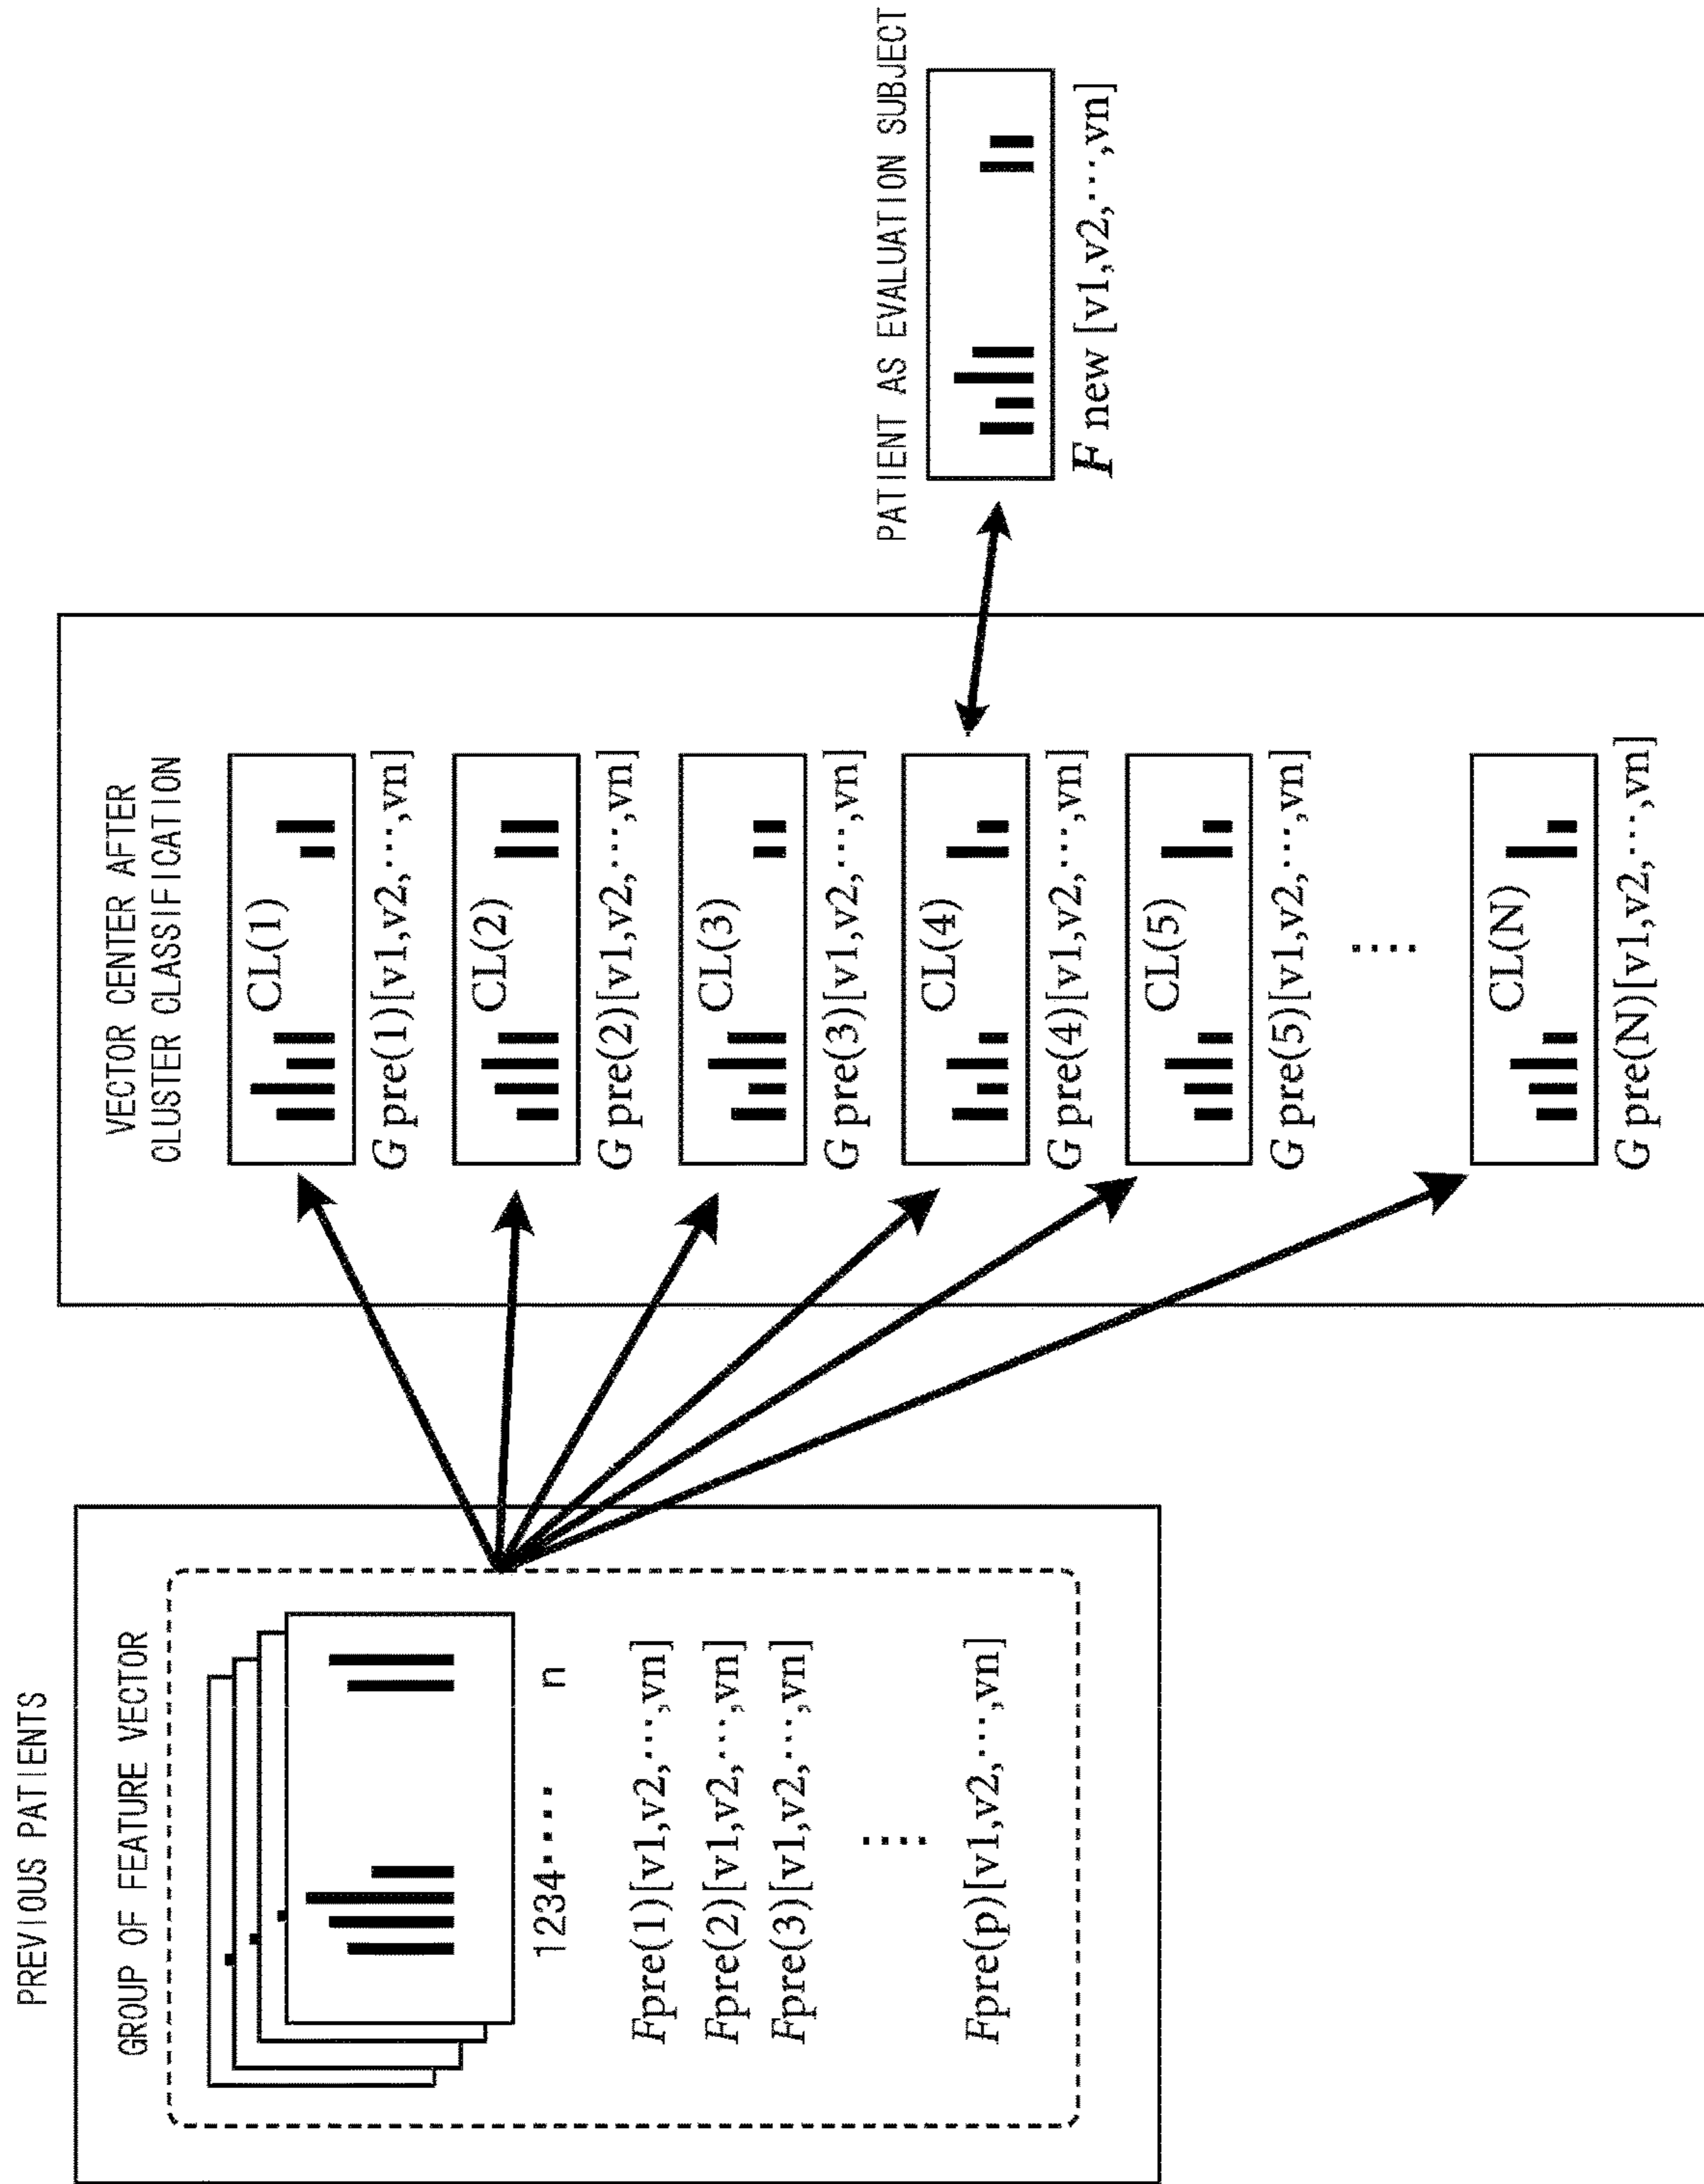 PREVIOUS PATIENTS
GROUP OF FEATURE VECTOR
1234····· n
Fpre(1)[v1,v2,···,vn]
Fpre(2)[v1,v2,···,vn]
Fpre(3)[v1,v2,···,vn]
····
Fpre(p)[v1,v2,···,vn]
VECTOR CENTER AFTER
CLUSTER CLASSIFICATION
CL(1)
G pre(1)[v1,v2,···,vn]
CL(2)
G pre(2)[v1,v2,···,vn]
CL(3)
G pre(3)[v1,v2,···,vn]
CL(4)
G pre(4)[v1,v2,···,vn]
CL(5)
G pre(5)[v1,v2,···,vn]
····
CL(N)
G pre(N)[v1,v2,···,vn]
PATIENT AS EVALUATION SUBJECT
F new [v1,v2,···,vn]